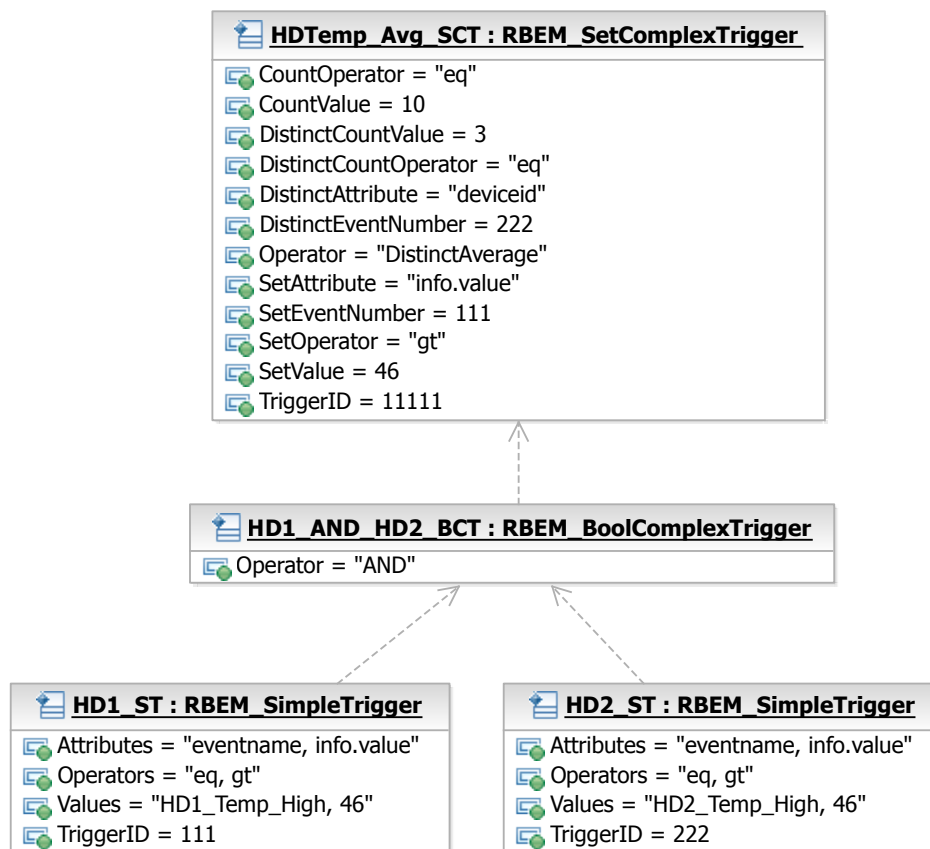 HDTemp_Avg_SCT : RBEM_SetComplexTrigger
CountOperator = "eq"
CountValue = 10
DistinctCountValue = 3
DistinctCountOperator = "eq"
DistinctAttribute = "deviceid"
DistinctEventNumber = 222
Operator = "DistinctAverage"
SetAttribute = "info.value"
SetEventNumber = 111
SetOperator = "gt"
SetValue = 46
TriggerID = 11111
HD1_AND_HD2_BCT : RBEM_BoolComplexTrigger
Operator = "AND"
HD1_ST : RBEM_SimpleTrigger
Attributes = "eventname, info.value"
Operators = "eq, gt"
Values = "HD1_Temp_High, 46"
TriggerID = 111
HD2_ST : RBEM_SimpleTrigger
Attributes = "eventname, info.value"
Operators = "eq, gt"
Values = "HD2_Temp_High, 46"
TriggerID = 222